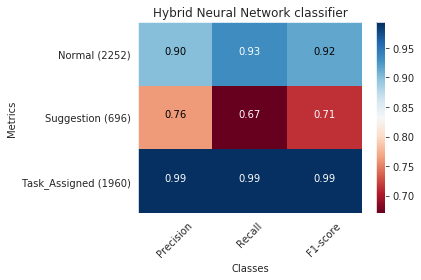 Hybrid Neural Network classifier
Metrics
Normal (2252)
0.90 0.93 0.92
Suggestion (696)
0.76 0.67 0.71
Task_Assigned (1960)
0.99 0.99 0.99
Precision Recall F1-score
Classes
0.95
0.90
0.85
0.80
0.75
0.70